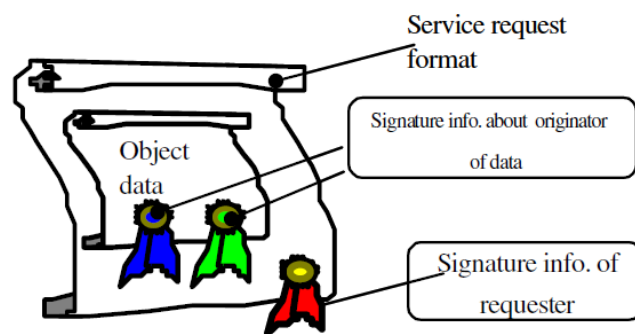 Service request
format
Signature info. about originator
of data
Object
data
Signature info. of
requester